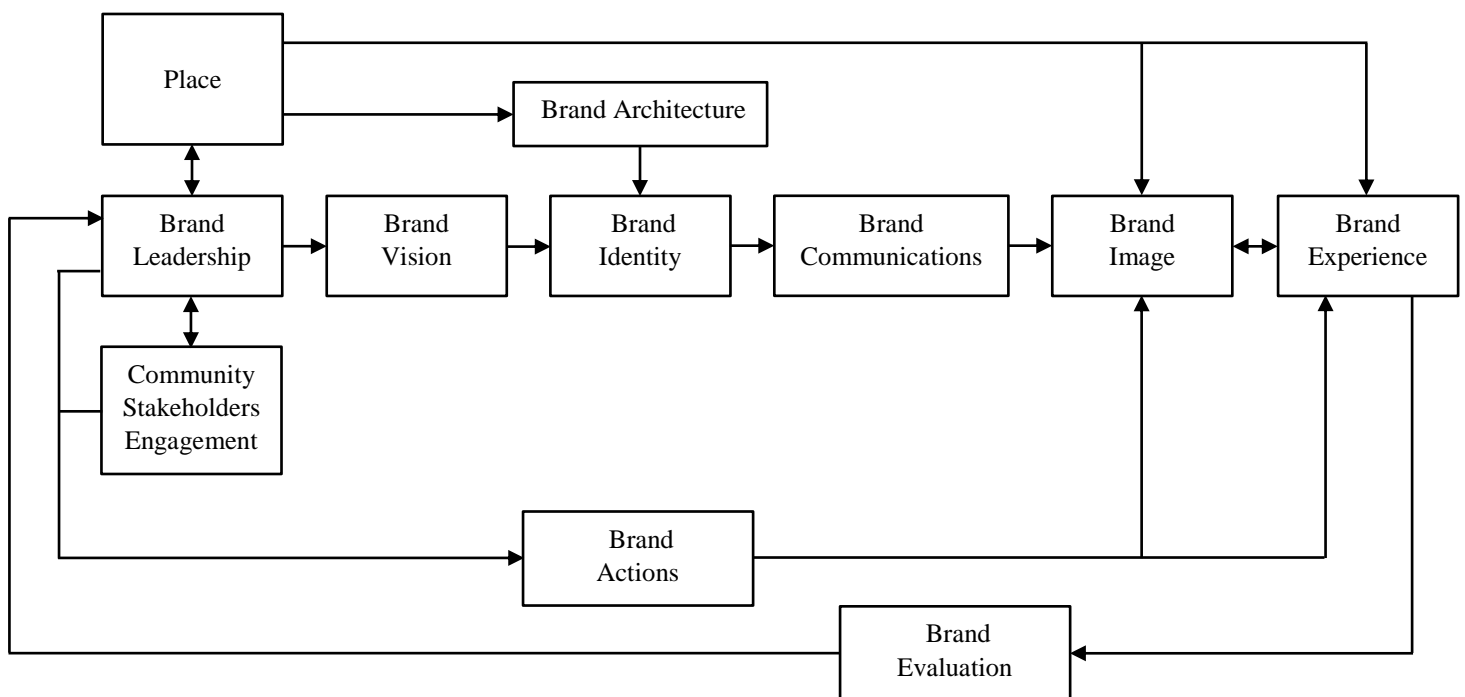 Place
Brand Architecture
Brand
Leadership
Brand
Vision
Brand
Identity
Brand
Communications
Brand
Image
Brand
Experience
Community
Stakeholders
Engagement
Brand
Actions
Brand
Evaluation